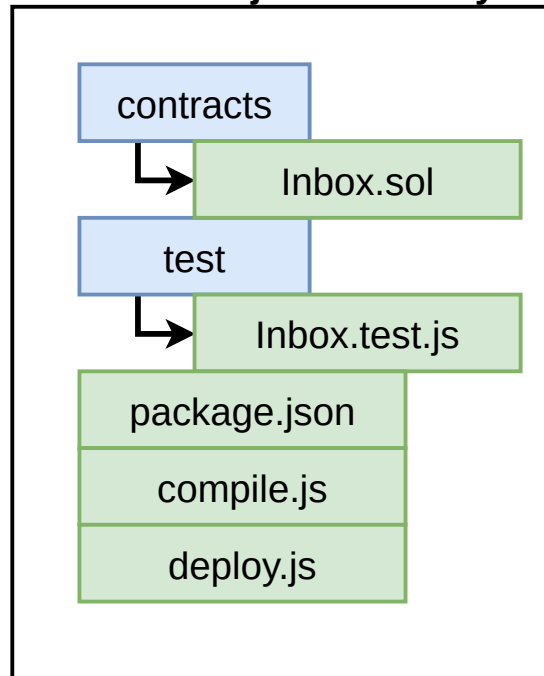 contracts
Inbox.sol
test
Inbox.test.js
package.json
compile.js
deploy.js